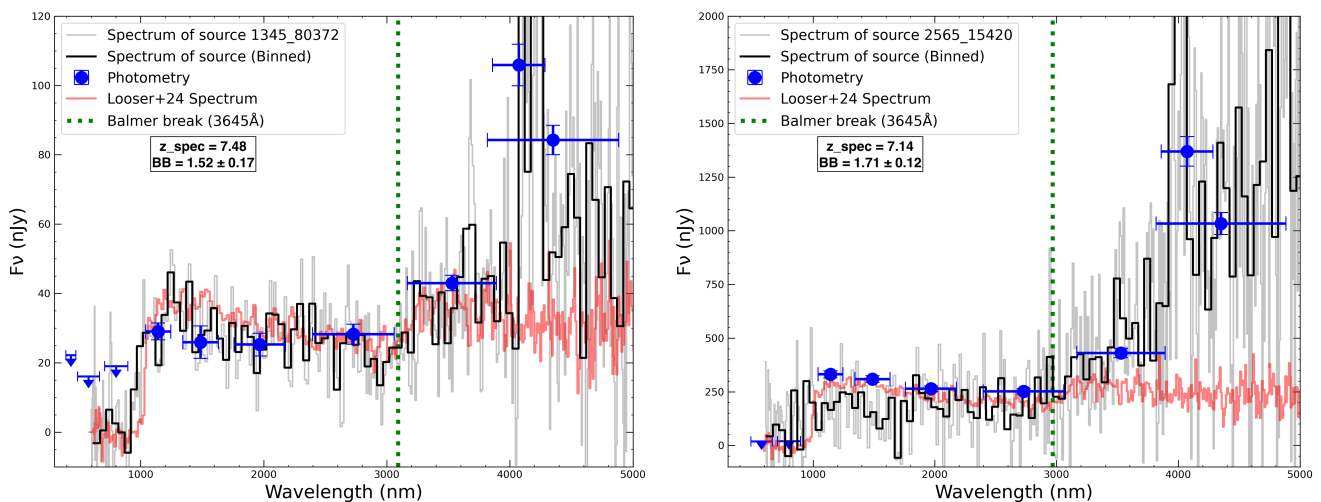 Spectrum of source 1345_80372
Spectrum of source (Binned)
Photometry
Looser+24 Spectrum
Balmer break (3645Å)
z_spec = 7.48
BB = 1.52 ± 0.17
120
100
80
60
40
20
0
Fν (nJy)
1000 2000 3000 4000 5000
Wavelength (nm)
Spectrum of source 2565_15420
Spectrum of source (Binned)
Photometry
Looser+24 Spectrum
Balmer break (3645Å)
z_spec = 7.14
BB = 1.71 ± 0.12
2000
1750
1500
1250
1000
750
500
250
0
Fν (nJy)
1000 2000 3000 4000 5000
Wavelength (nm)